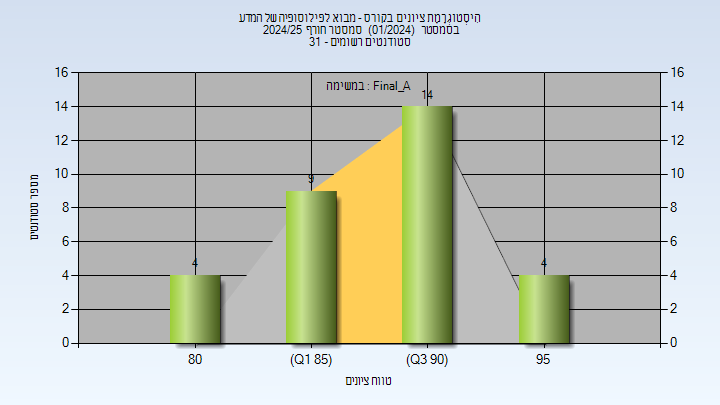 הִיסְטוֹגְרָמַת ציונים בקורס - מבוא לפילוסופיה של המדע
בסמסטר (01/2024) סמסטר חורף 2024/25
סטודנטים רשומים - 31
במשימה : Final_A
מספר סטודנטים
16 16
14 14
12 12
10 10
8 8
6 6
4 4
2 2
0 0
4
9
14
4
80 (Q1 85) (Q3 90) 95
טווח ציונים